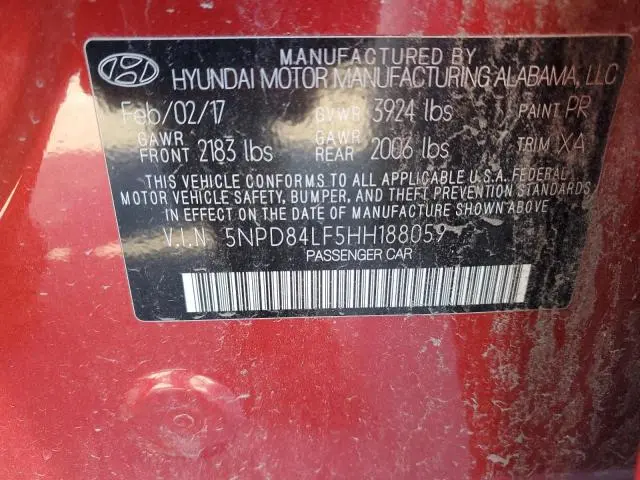 MANUFACTURED BY
HYUNDAI MOTOR MANUFACTURING ALABAMA, LLC
Feb/02/17 GVWR 3924 lbs PAINT PR
GAWR FRONT 2183 lbs GAWR REAR 2006 lbs TRIM XA
THIS VEHICLE CONFORMS TO ALL APPLICABLE U.S.A. FEDERAL
MOTOR VEHICLE SAFETY, BUMPER, AND THEFT PREVENTION STANDARDS
IN EFFECT ON THE DATE OF MANUFACTURE SHOWN ABOVE.
V.I.N 5NPD84LF5HH188059
PASSENGER CAR